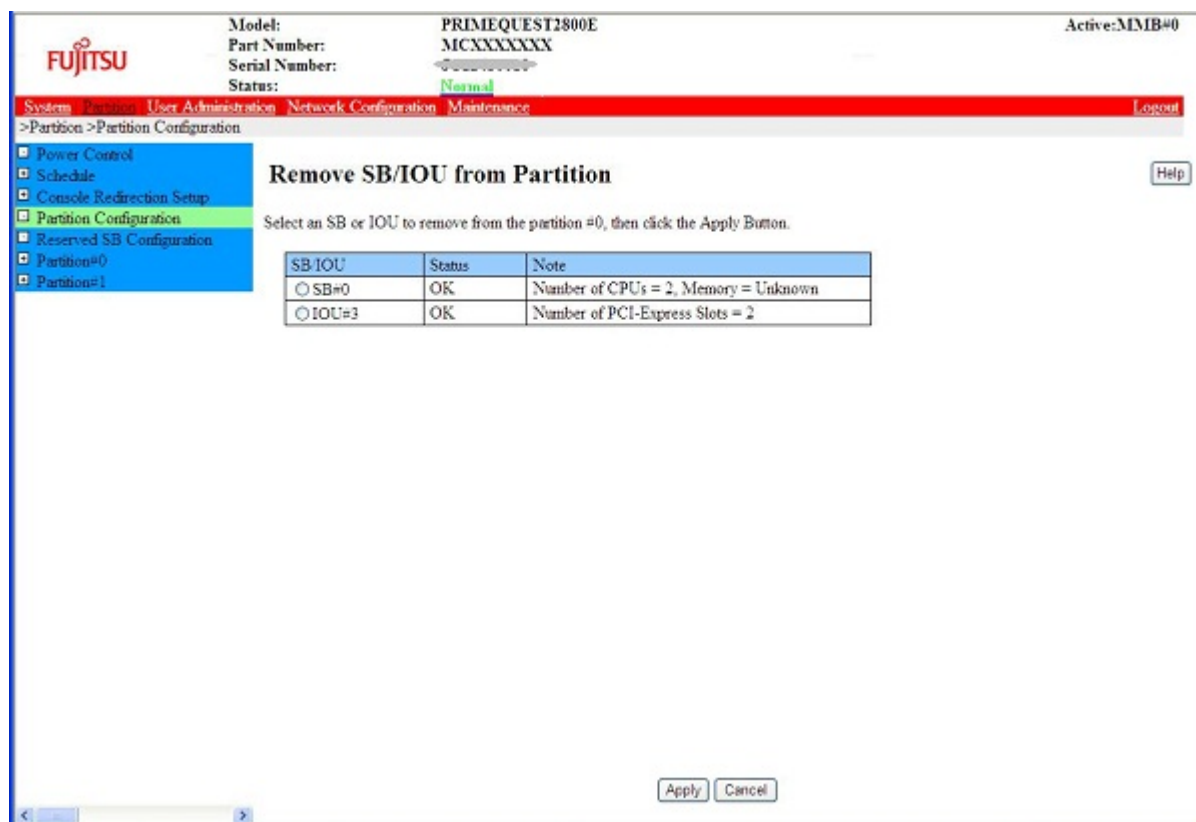 FUJITSU
Model: PRIMEQUEST2800E
Part Number: MCXXXXXXX
Serial Number:
Status: Normal
Active:MMB#0
System Partition User Administration Network Configuration Maintenance Logout
>Partition >Partition Configuration
Power Control
Schedule
Console Redirection Setup
Partition Configuration
Reserved SB Configuration
Partition#0
Partition#1
Remove SB/IOU from Partition
Help
Select an SB or IOU to remove from the partition #0, then click the Apply Button.
SB/IOU Status Note
SB#0 OK Number of CPUs = 2, Memory = Unknown
IOU#3 OK Number of PCI-Express Slots = 2
Apply Cancel